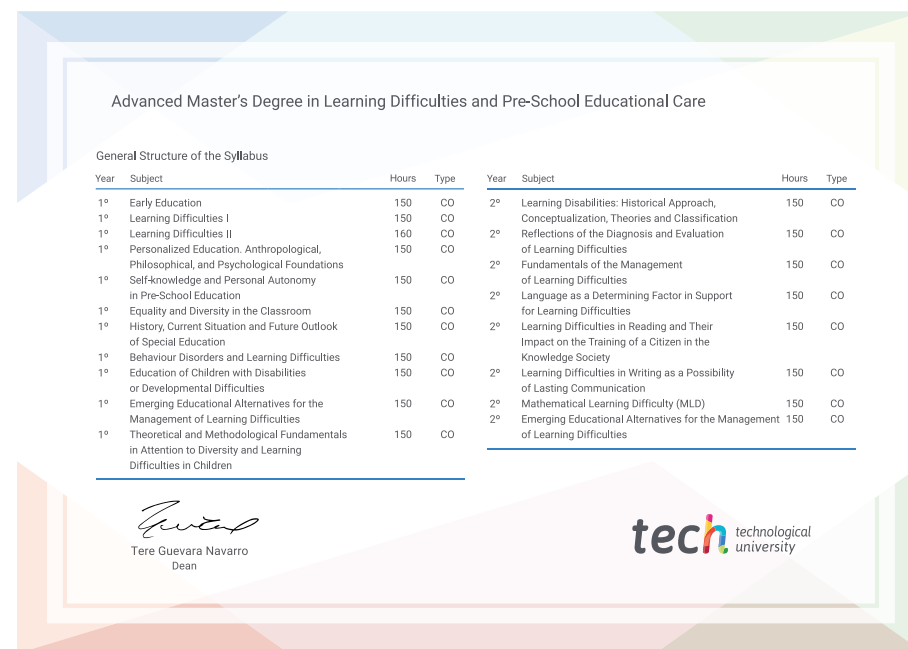 Advanced Master's Degree in Learning Difficulties and Pre-School Educational Care
General Structure of the Syllabus
Year Subject Hours Type
1º Early Education 150 CO
1º Learning Difficulties I 150 CO
1º Learning Difficulties II 160 CO
1º Personalized Education. Anthropological, 150 CO
Philosophical, and Psychological Foundations
1º Self-knowledge and Personal Autonomy 150 CO
in Pre-School Education
1º Equality and Diversity in the Classroom 150 CO
1º History, Current Situation and Future Outlook 150 CO
of Special Education
1º Behaviour Disorders and Learning Difficulties 150 CO
1º Education of Children with Disabilities 150 CO
or Developmental Difficulties
1º Emerging Educational Alternatives for the 150 CO
Management of Learning Difficulties
1º Theoretical and Methodological Fundamentals 150 CO
in Attention to Diversity and Learning
Difficulties in Children
Year Subject Hours Type
2º Learning Disabilities: Historical Approach, 150 CO
Conceptualization, Theories and Classification
2º Reflections of the Diagnosis and Evaluation 150 CO
of Learning Difficulties
2º Fundamentals of the Management 150 CO
of Learning Difficulties
2º Language as a Determining Factor in Support 150 CO
for Learning Difficulties
2º Learning Difficulties in Reading and Their 150 CO
Impact on the Training of a Citizen in the
Knowledge Society
2º Learning Difficulties in Writing as a Possibility 150 CO
of Lasting Communication
2º Mathematical Learning Difficulty (MLD) 150 CO
2º Emerging Educational Alternatives for the Management 150 CO
of Learning Difficulties
Tere Guevara Navarro
Dean
tech technological
university